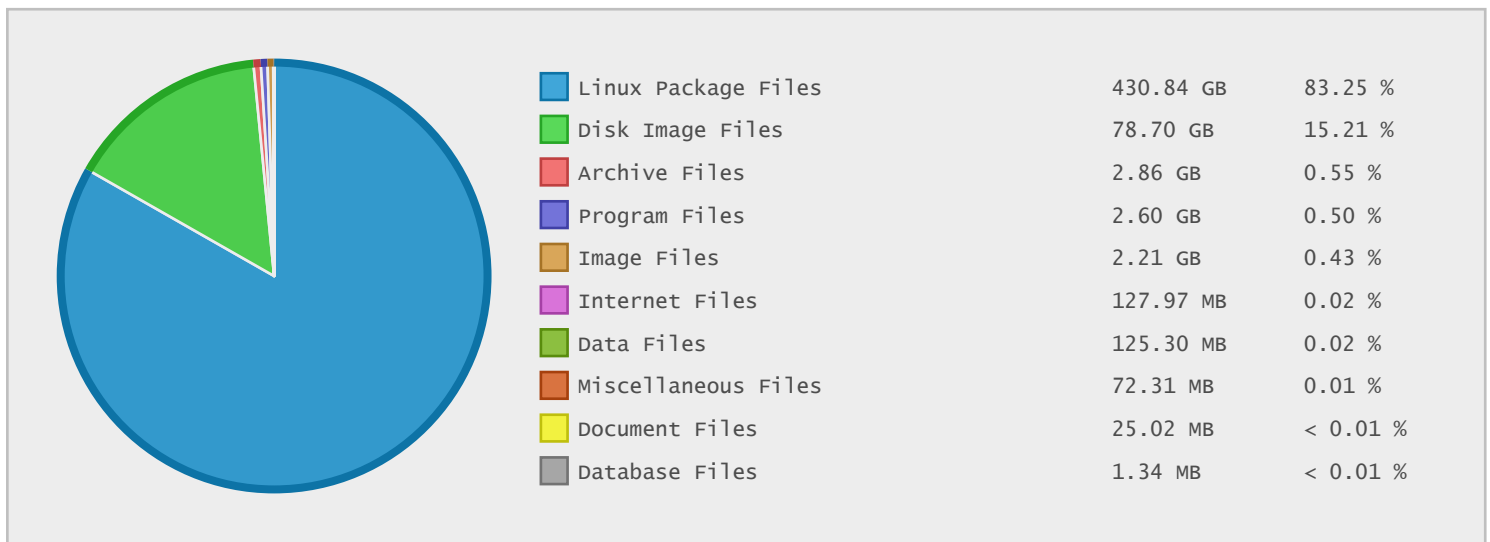 Linux Package Files 430.84 GB 83.25 %
Disk Image Files 78.70 GB 15.21 %
Archive Files 2.86 GB 0.55 %
Program Files 2.60 GB 0.50 %
Image Files 2.21 GB 0.43 %
Internet Files 127.97 MB 0.02 %
Data Files 125.30 MB 0.02 %
Miscellaneous Files 72.31 MB 0.01 %
Document Files 25.02 MB < 0.01 %
Database Files 1.34 MB < 0.01 %